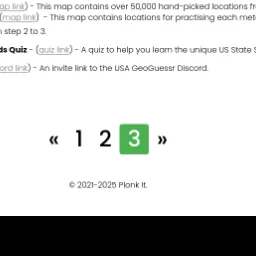 ap link) - This map contains over 50,000 hand-picked locations fr
(map link) - This map contains locations for practising each met
step 2 to 3.
ds Quiz - (quiz link) - A quiz to help you learn the unique US State S
ord link) - An invite link to the USA GeoGuessr Discord.
« 1 2 3 »
© 2021-2025 Plonk It.